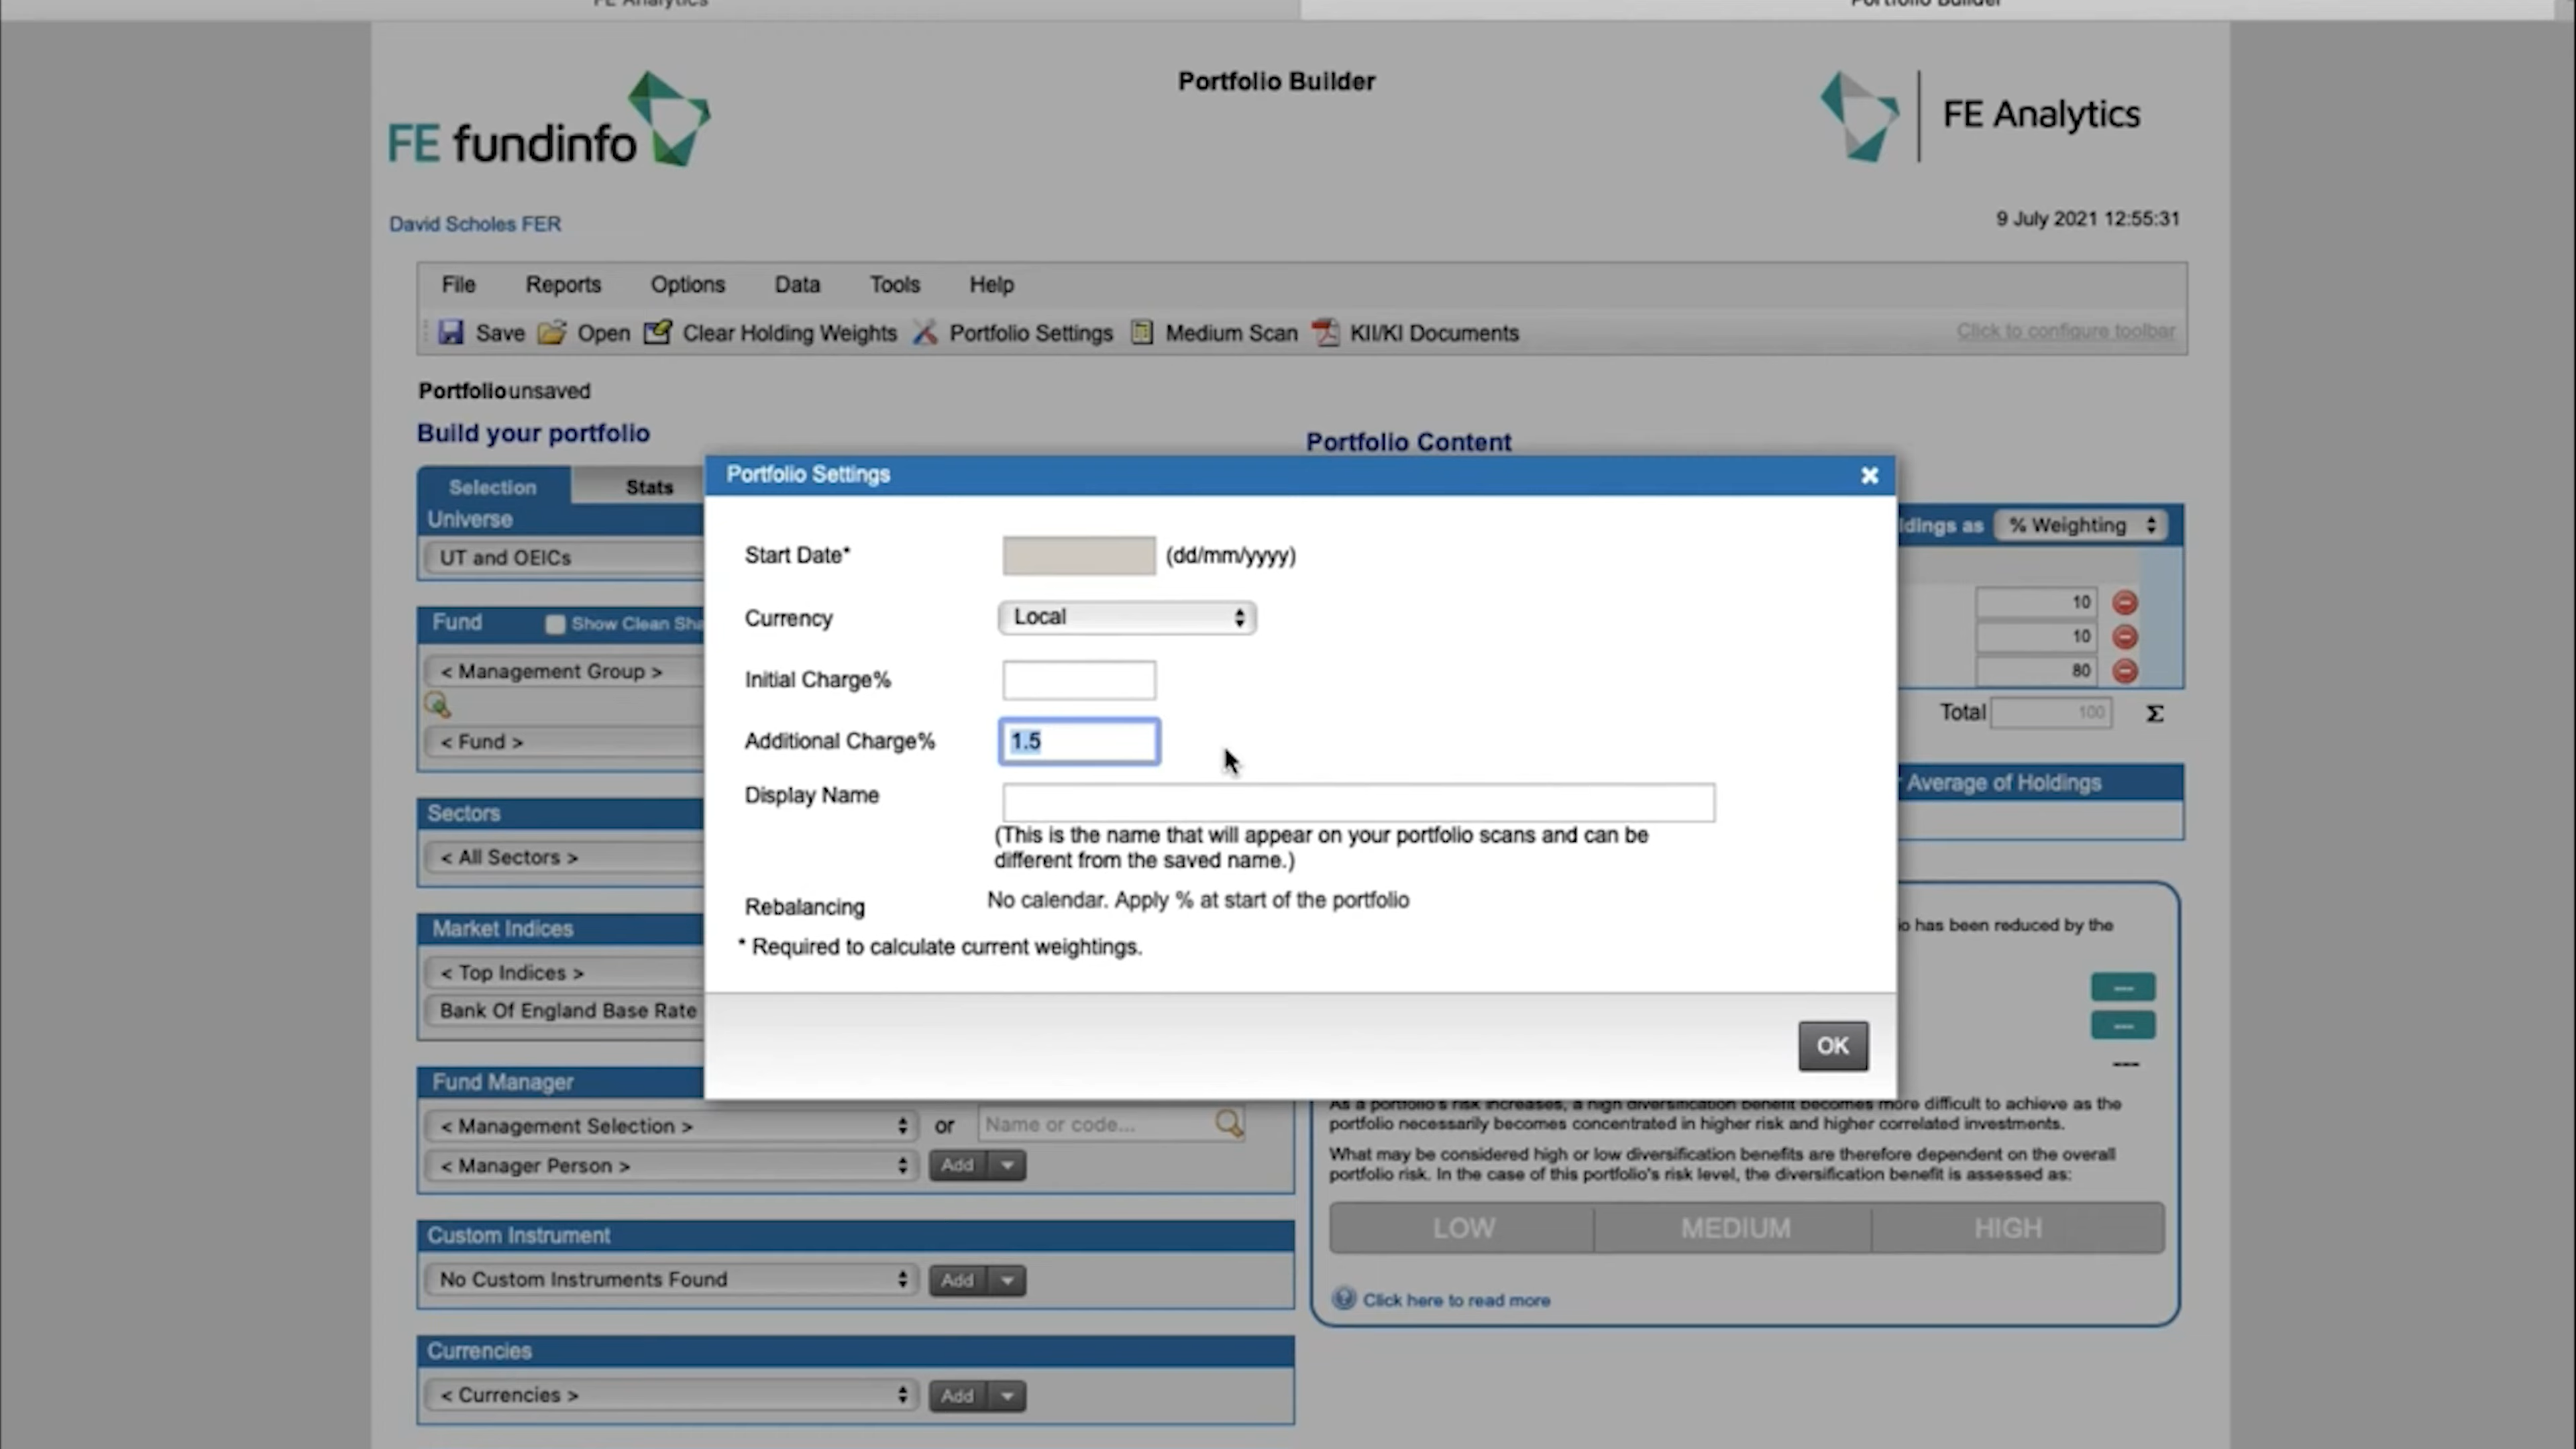 FE Analytics
Portfolio Builder
Portfolio Builder
FE fundinfo
FE Analytics
David Scholes FER
9 July 2021 12:55:31
File Reports Options Data Tools Help
Save Open Clear Holding Weights Portfolio Settings Medium Scan KII/KI Documents Click to configure toolbar
Portfoliounsaved
Build your portfolio
Portfolio Content
Selection Stats
Universe
UT and OEICs
Fund Show Clean Sha
< Management Group >
< Fund >
Sectors
< All Sectors >
Market Indices
< Top Indices >
Bank Of England Base Rate
Fund Manager
< Management Selection > or Name or code...
< Manager Person > Add
Custom Instrument
No Custom Instruments Found Add
Currencies
< Currencies > Add
Portfolio Settings
Start Date* (dd/mm/yyyy)
Currency Local
Initial Charge%
Additional Charge% 1.5
Display Name
(This is the name that will appear on your portfolio scans and can be
different from the saved name.)
Rebalancing No calendar. Apply % at start of the portfolio
* Required to calculate current weightings.
OK
ldings as % Weighting
10
10
80
Total 100 Σ
Average of Holdings
io has been reduced by the
---
---
---
As a portfolio's risk increases, a high diversification benefit becomes more difficult to achieve as the
portfolio necessarily becomes concentrated in higher risk and higher correlated investments.
What may be considered high or low diversification benefits are therefore dependent on the overall
portfolio risk. In the case of this portfolio's risk level, the diversification benefit is assessed as:
LOW MEDIUM HIGH
Click here to read more